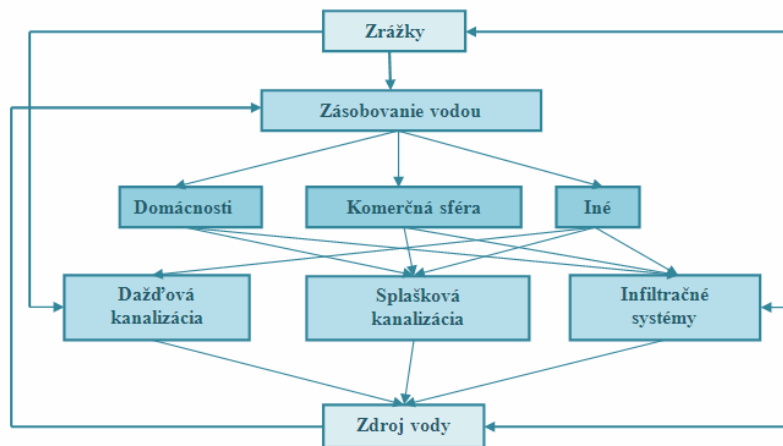 Zrážky
Zásobovanie vodou
Domácnosti
Komerčná sféra
Iné
Dažďová
kanalizácia
Splašková
kanalizácia
Infiltračné
systémy
Zdroj vody